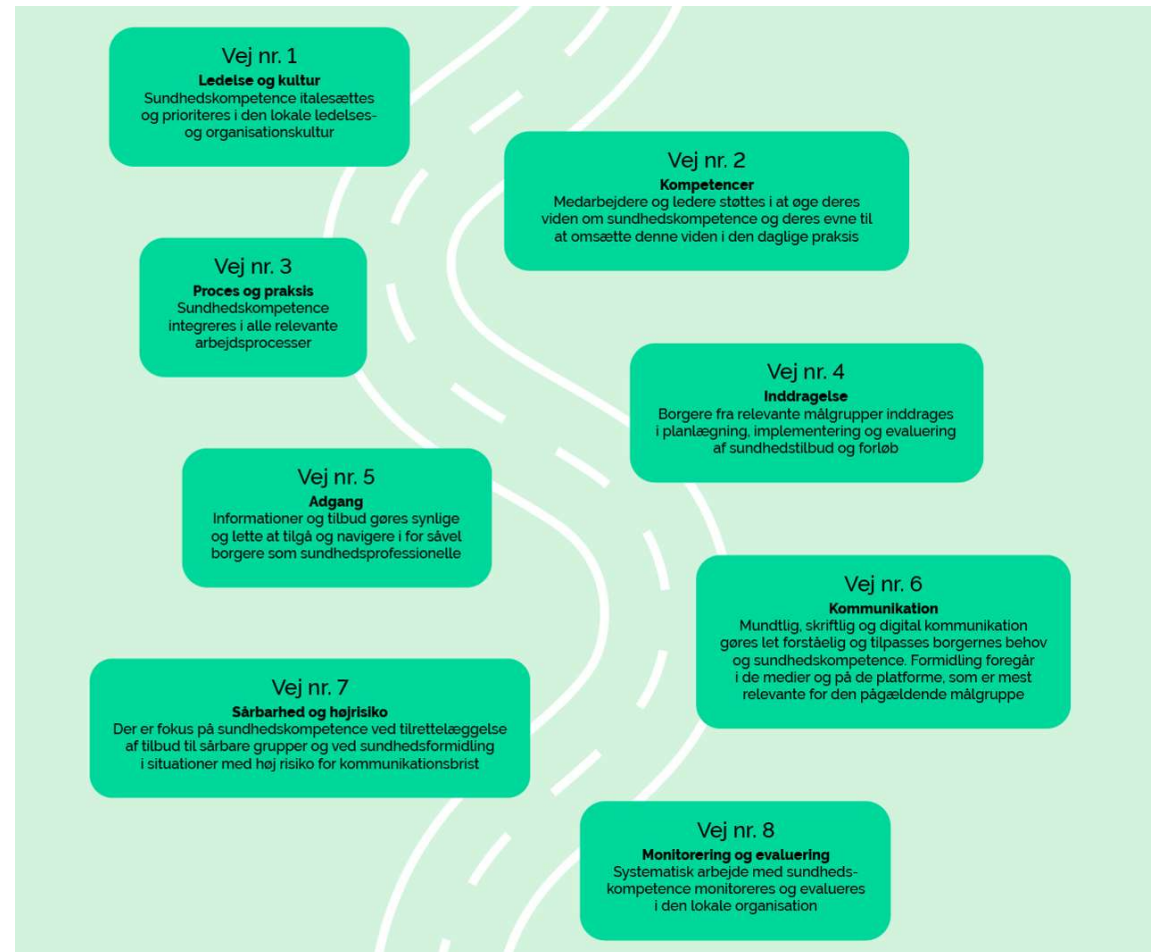 Vej nr. 1
Ledelse og kultur
Sundhedskompetence italesættes
og prioriteres i den lokale ledelses-
og organisationskultur
Vej nr. 2
Kompetencer
Medarbejdere og ledere støttes i at øge deres
viden om sundhedskompetence og deres evne til
at omsætte denne viden i den daglige praksis
Vej nr. 3
Proces og praksis
Sundhedskompetence
integreres i alle relevante
arbejdsprocesser
Vej nr. 4
Inddragelse
Borgere fra relevante målgrupper inddrages
i planlægning, implementering og evaluering
af sundhedstilbud og forløb
Vej nr. 5
Adgang
Informationer og tilbud gøres synlige
og lette at tilgå og navigere i for såvel
borgere som sundhedsprofessionelle
Vej nr. 6
Kommunikation
Mundtlig, skriftlig og digital kommunikation
gøres let forståelig og tilpasses borgernes behov
og sundhedskompetence. Formidling foregår
i de medier og på de platforme, som er mest
relevante for den pågældende målgruppe
Vej nr. 7
Sårbarhed og højrisiko
Der er fokus på sundhedskompetence ved tilrettelæggelse
af tilbud til sårbare grupper og ved sundhedsformidling
i situationer med høj risiko for kommunikationsbrist
Vej nr. 8
Monitorering og evaluering
Systematisk arbejde med sundheds-
kompetence monitoreres og evalueres
i den lokale organisation